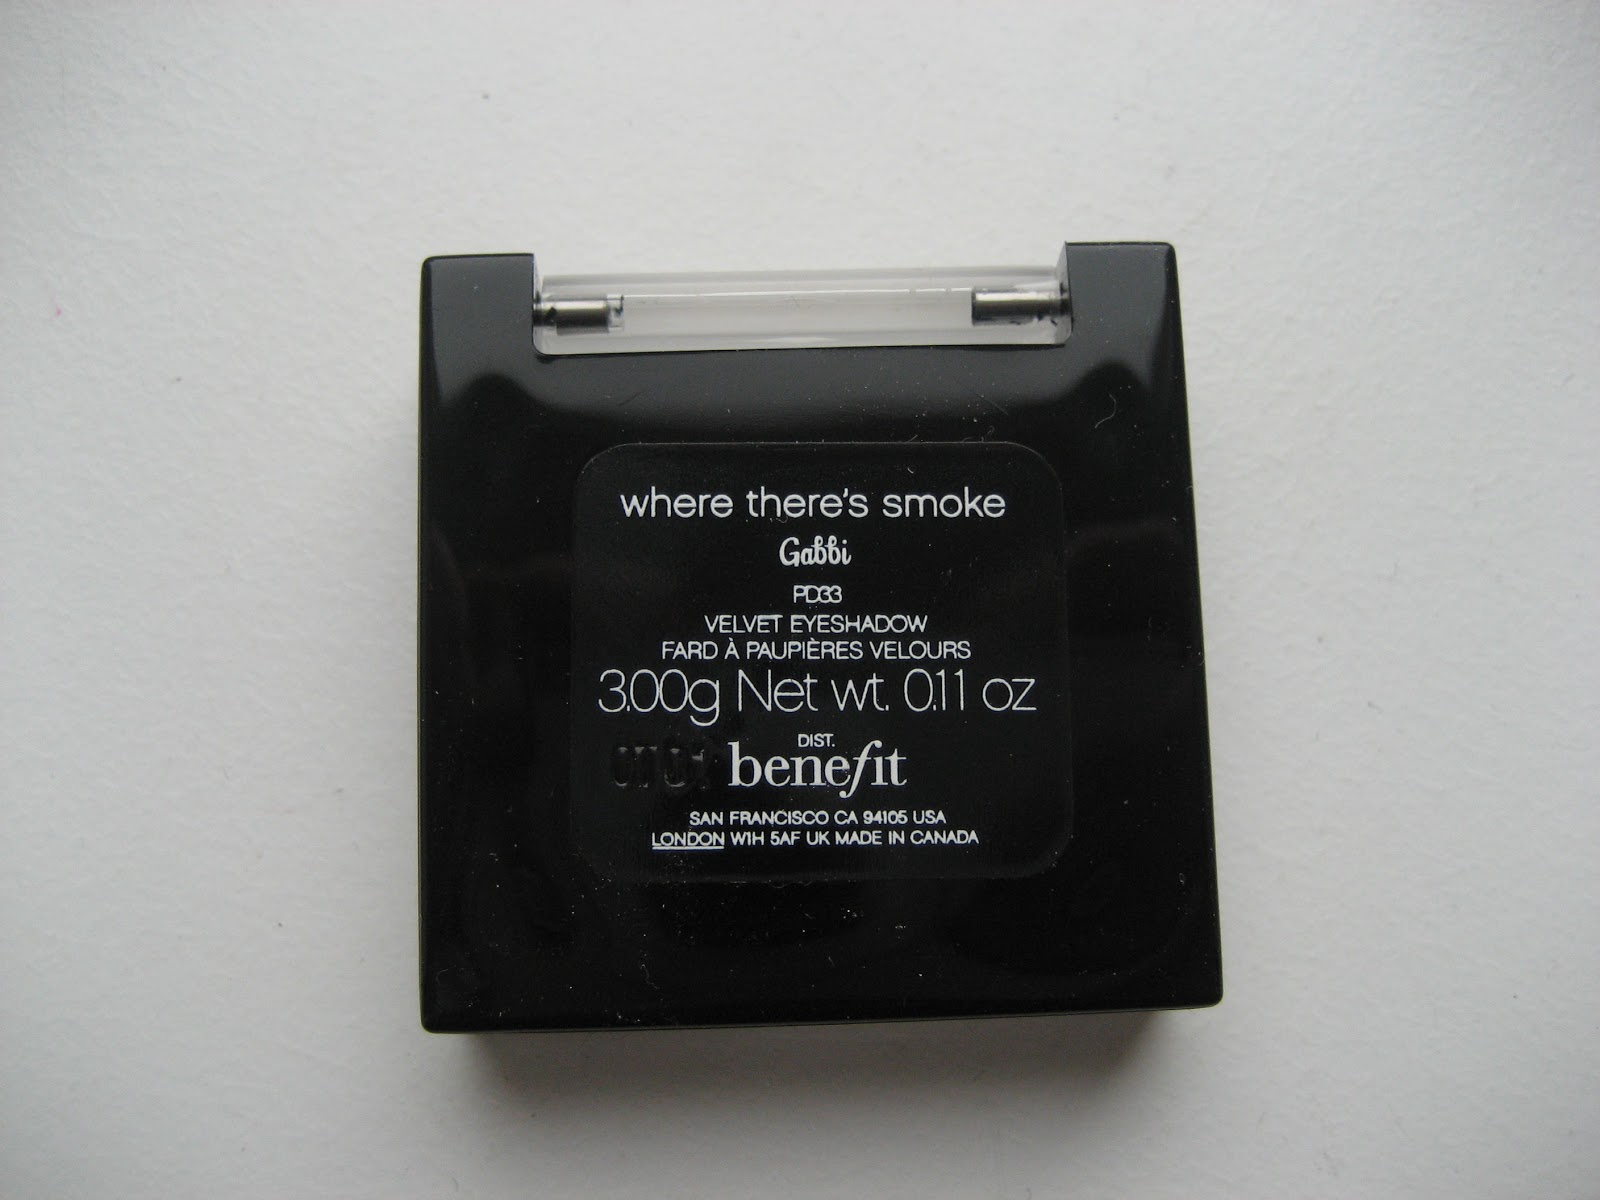 where there's smoke
Gabbi
PD33
VELVET EYESHADOW
FARD À PAUPIÈRES VELOURS
3.00g Net wt. 0.11 oz
DIST.
benefit
SAN FRANCISCO CA 94105 USA
LONDON W1H 5AF UK MADE IN CANADA